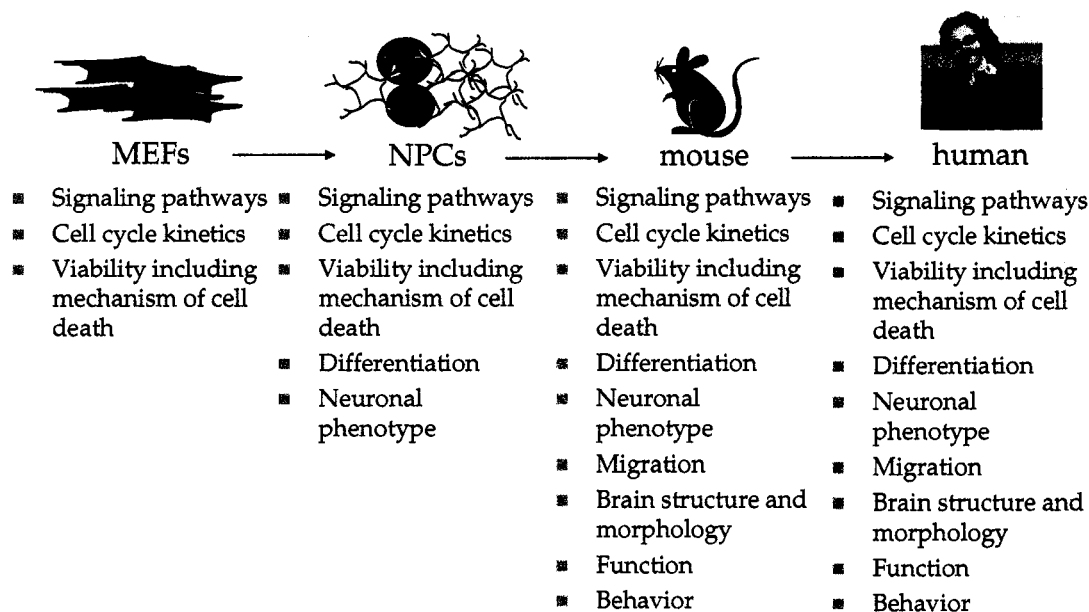 MEFs
NPCs
mouse
human
Signaling pathways
Cell cycle kinetics
Viability including
mechanism of cell
death
Signaling pathways
Cell cycle kinetics
Viability including
mechanism of cell
death
Differentiation
Neuronal
phenotype
Signaling pathways
Cell cycle kinetics
Viability including
mechanism of cell
death
Differentiation
Neuronal
phenotype
Migration
Brain structure and
morphology
Function
Behavior
Signaling pathways
Cell cycle kinetics
Viability including
mechanism of cell
death
Differentiation
Neuronal
phenotype
Migration
Brain structure and
morphology
Function
Behavior